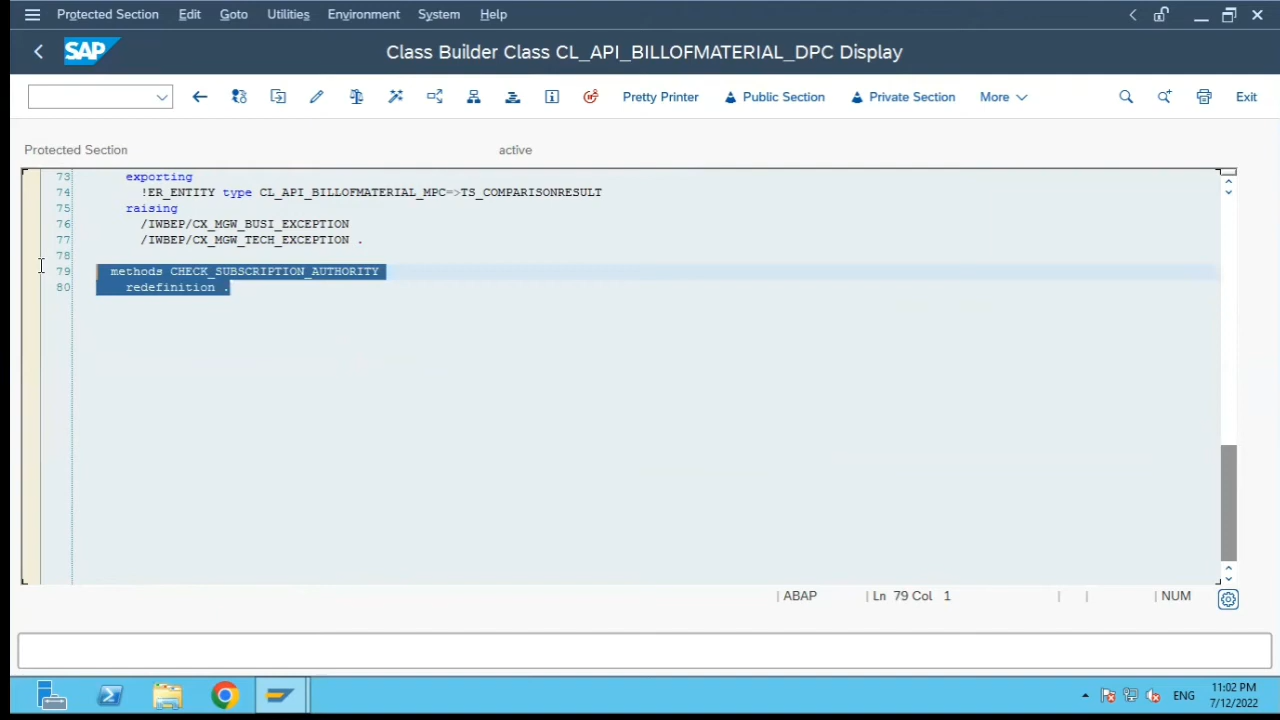 Protected Section Edit Goto Utilities Environment System Help
SAP Class Builder Class CL_API_BILLOFMATERIAL_DPC Display
Pretty Printer Public Section Private Section More Exit
Protected Section active
73 exporting
74 !ER_ENTITY type CL_API_BILLOFMATERIAL_MPC=>TS_COMPARISONRESULT
75 raising
76 /IWBEP/CX_MGW_BUSI_EXCEPTION
77 /IWBEP/CX_MGW_TECH_EXCEPTION .
78
79 methods CHECK_SUBSCRIPTION_AUTHORITY
80 redefinition .
| ABAP | Ln 79 Col 1 | | | NUM
ENG 11:02 PM
7/12/2022